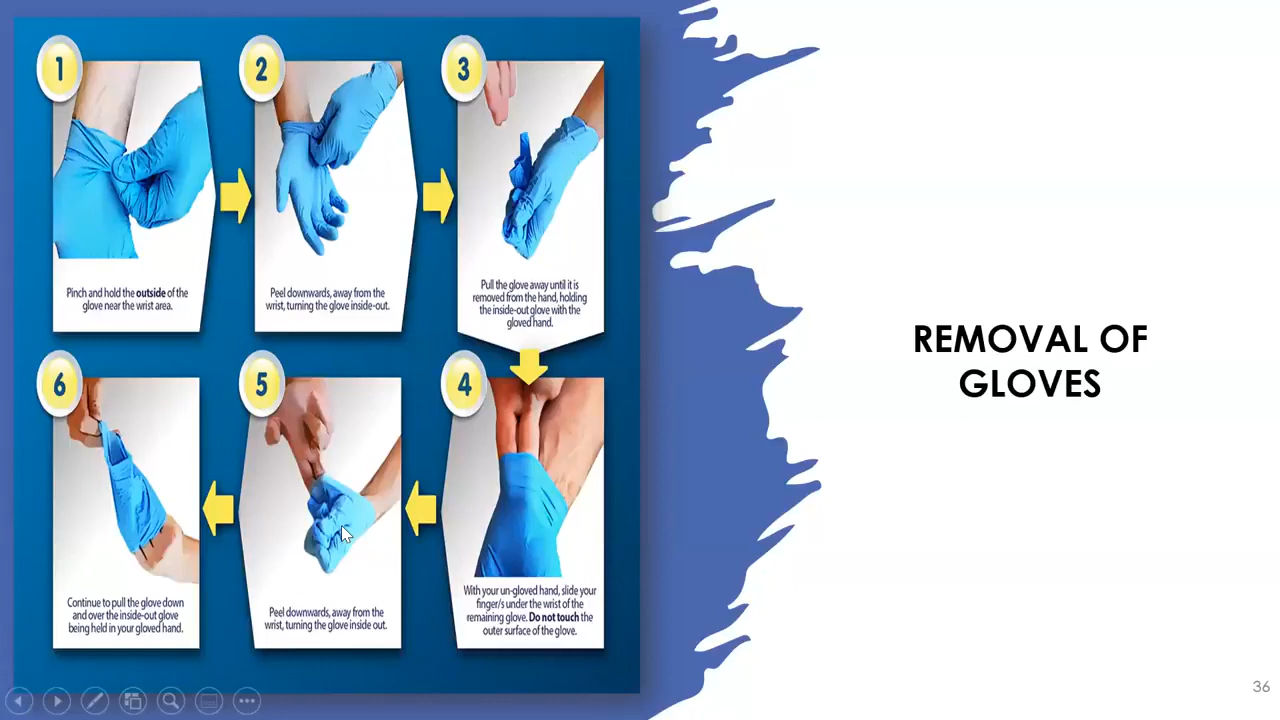 1
Pinch and hold the outside of the
glove near the wrist area.
2
Peel downwards, away from the
wrist, turning the glove inside-out.
3
Pull the glove away until it is
removed from the hand, holding
the inside-out glove with the
gloved hand.
4
With your un-gloved hand, slide your
finger/s under the wrist of the
remaining glove. Do not touch the
outer surface of the glove.
5
Peel downwards, away from the
wrist, turning the glove inside out.
6
Continue to pull the glove down
and over the inside-out glove
being held in your gloved hand.
REMOVAL OF
GLOVES
36